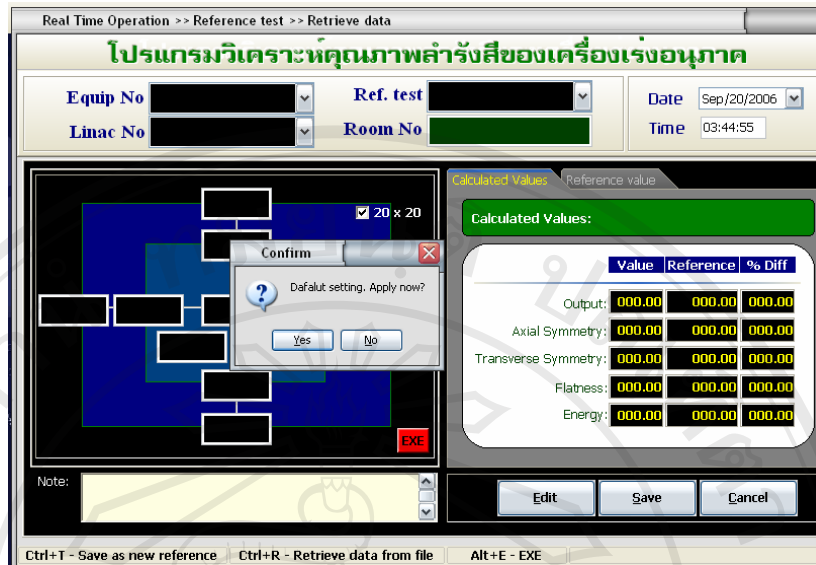 Real Time Operation >> Reference test >> Retrieve data
โปรแกรมวิเคราะห์คุณภาพลำรังสีของเครื่องเร่งอนุภาค
Equip No
Ref. test
Date
Sep/20/2006
Linac No
Room No
Time
03:44:55
20 x 20
Confirm
Dafalut setting. Apply now?
Yes
No
EXE
Note:
Calculated Values
Reference value
Calculated Values:
Value Reference % Diff
Output: 000.00 000.00 000.00
Axial Symmetry: 000.00 000.00 000.00
Transverse Symmetry: 000.00 000.00 000.00
Flatness: 000.00 000.00 000.00
Energy: 000.00 000.00 000.00
Edit
Save
Cancel
Ctrl+T - Save as new reference
Ctrl+R - Retrieve data from file
Alt+E - EXE